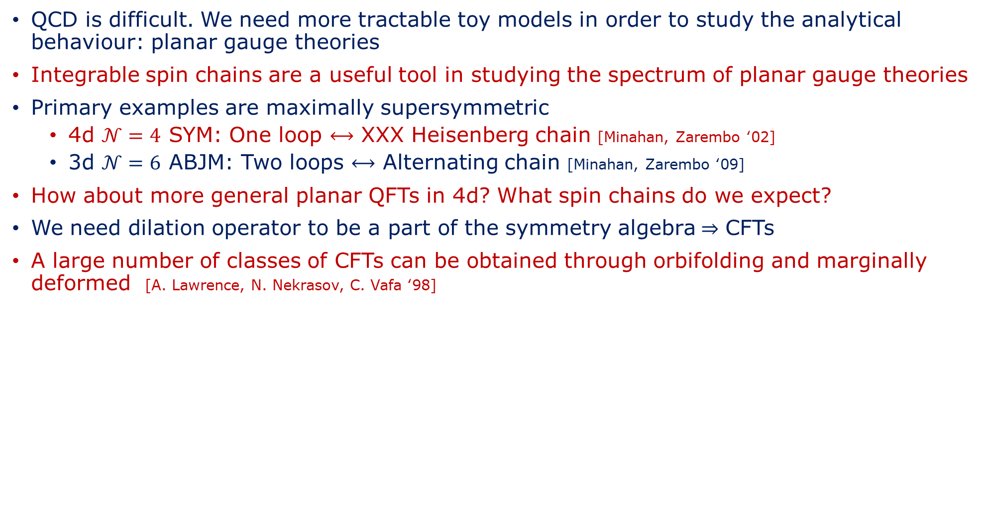 • QCD is difficult. We need more tractable toy models in order to study the analytical
behaviour: planar gauge theories
• Integrable spin chains are a useful tool in studying the spectrum of planar gauge theories
• Primary examples are maximally supersymmetric
• 4d 𝒩 = 4 SYM: One loop ⟷ XXX Heisenberg chain [Minahan, Zarembo ‘02]
• 3d 𝒩 = 6 ABJM: Two loops ⟷ Alternating chain [Minahan, Zarembo ‘09]
• How about more general planar QFTs in 4d? What spin chains do we expect?
• We need dilation operator to be a part of the symmetry algebra ⇒ CFTs
• A large number of classes of CFTs can be obtained through orbifolding and marginally
deformed [A. Lawrence, N. Nekrasov, C. Vafa ‘98]